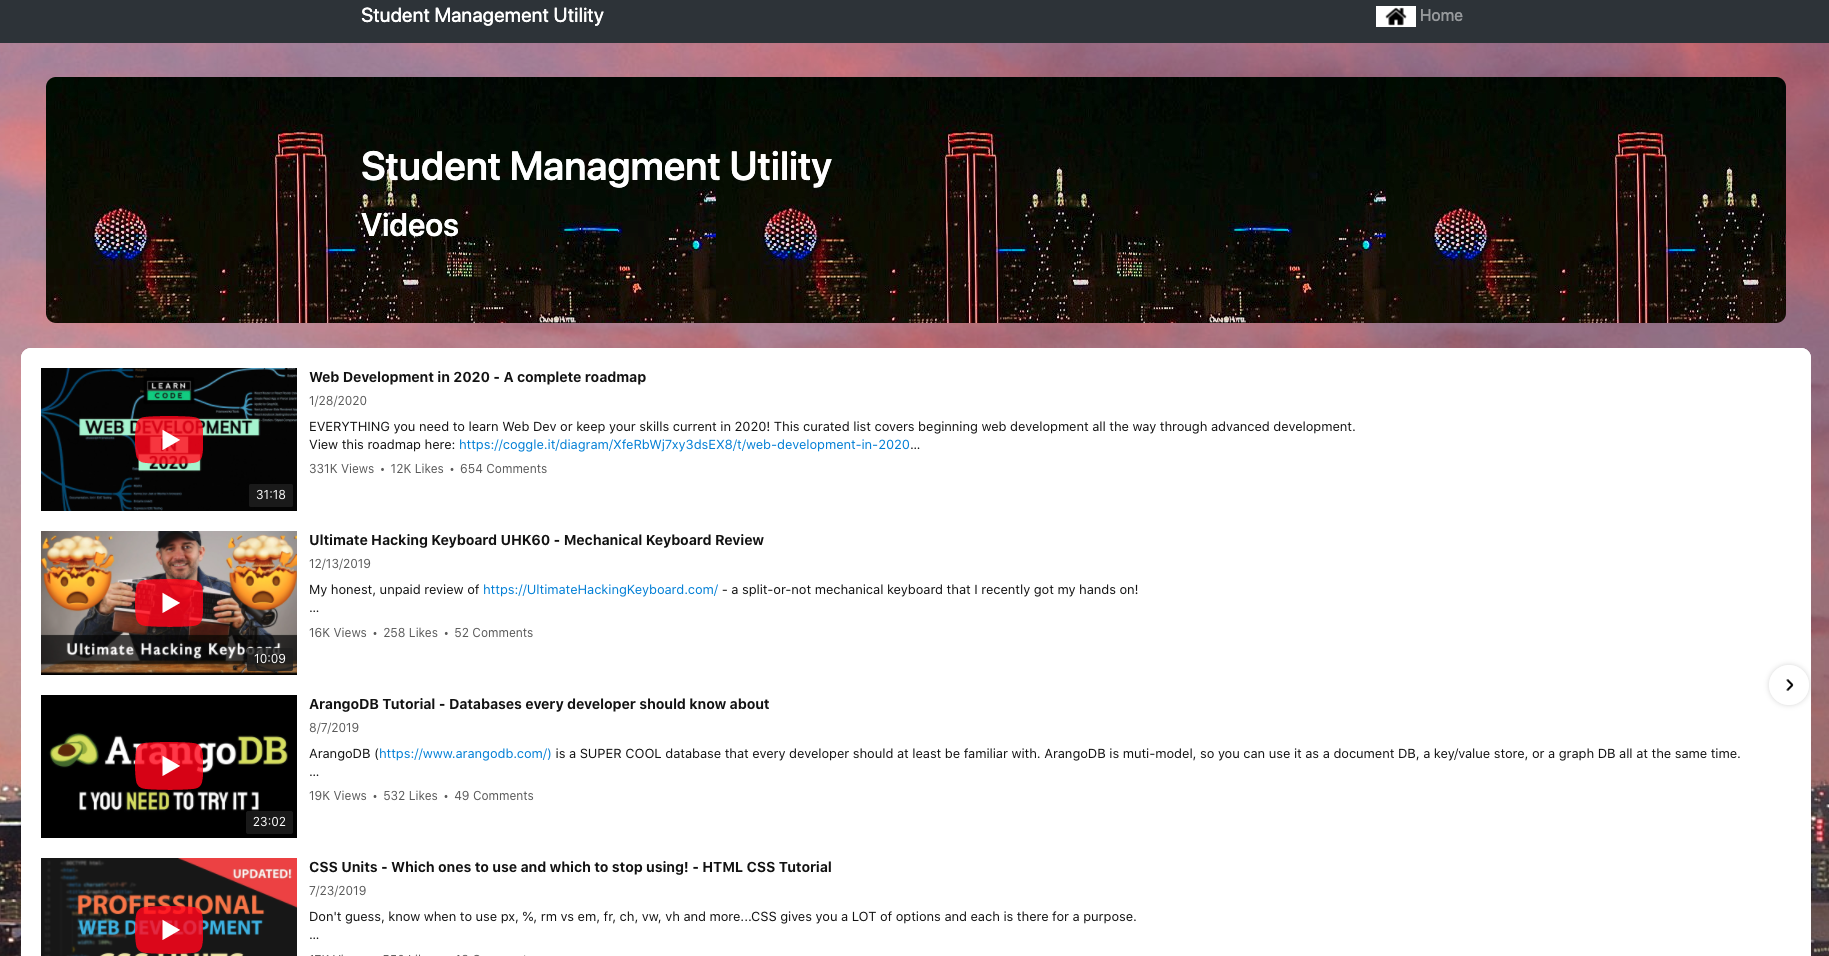 Student Management Utility
Home
Student Managment Utility
Videos
LEARN
CODE
WEB DEVELOPMENT
IN
2020
31:18
Web Development in 2020 - A complete roadmap
1/28/2020
EVERYTHING you need to learn Web Dev or keep your skills current in 2020! This curated list covers beginning web development all the way through advanced development.
View this roadmap here: https://coggle.it/diagram/XfeRbWj7xy3dsEX8/t/web-development-in-2020...
331K Views • 12K Likes • 654 Comments
Ultimate Hacking Keyboard
10:09
Ultimate Hacking Keyboard UHK60 - Mechanical Keyboard Review
12/13/2019
My honest, unpaid review of https://UltimateHackingKeyboard.com/ - a split-or-not mechanical keyboard that I recently got my hands on!
...
16K Views • 258 Likes • 52 Comments
ArangoDB
[ YOU NEED TO TRY IT ]
23:02
ArangoDB Tutorial - Databases every developer should know about
8/7/2019
ArangoDB (https://www.arangodb.com/) is a SUPER COOL database that every developer should at least be familiar with. ArangoDB is muti-model, so you can use it as a document DB, a key/value store, or a graph DB all at the same time.
...
19K Views • 532 Likes • 49 Comments
UPDATED!
PROFESSIONAL
WEB DEVELOPMENT
CSS UNITS
CSS Units - Which ones to use and which to stop using! - HTML CSS Tutorial
7/23/2019
Don't guess, know when to use px, %, rm vs em, fr, ch, vw, vh and more...CSS gives you a LOT of options and each is there for a purpose.
...